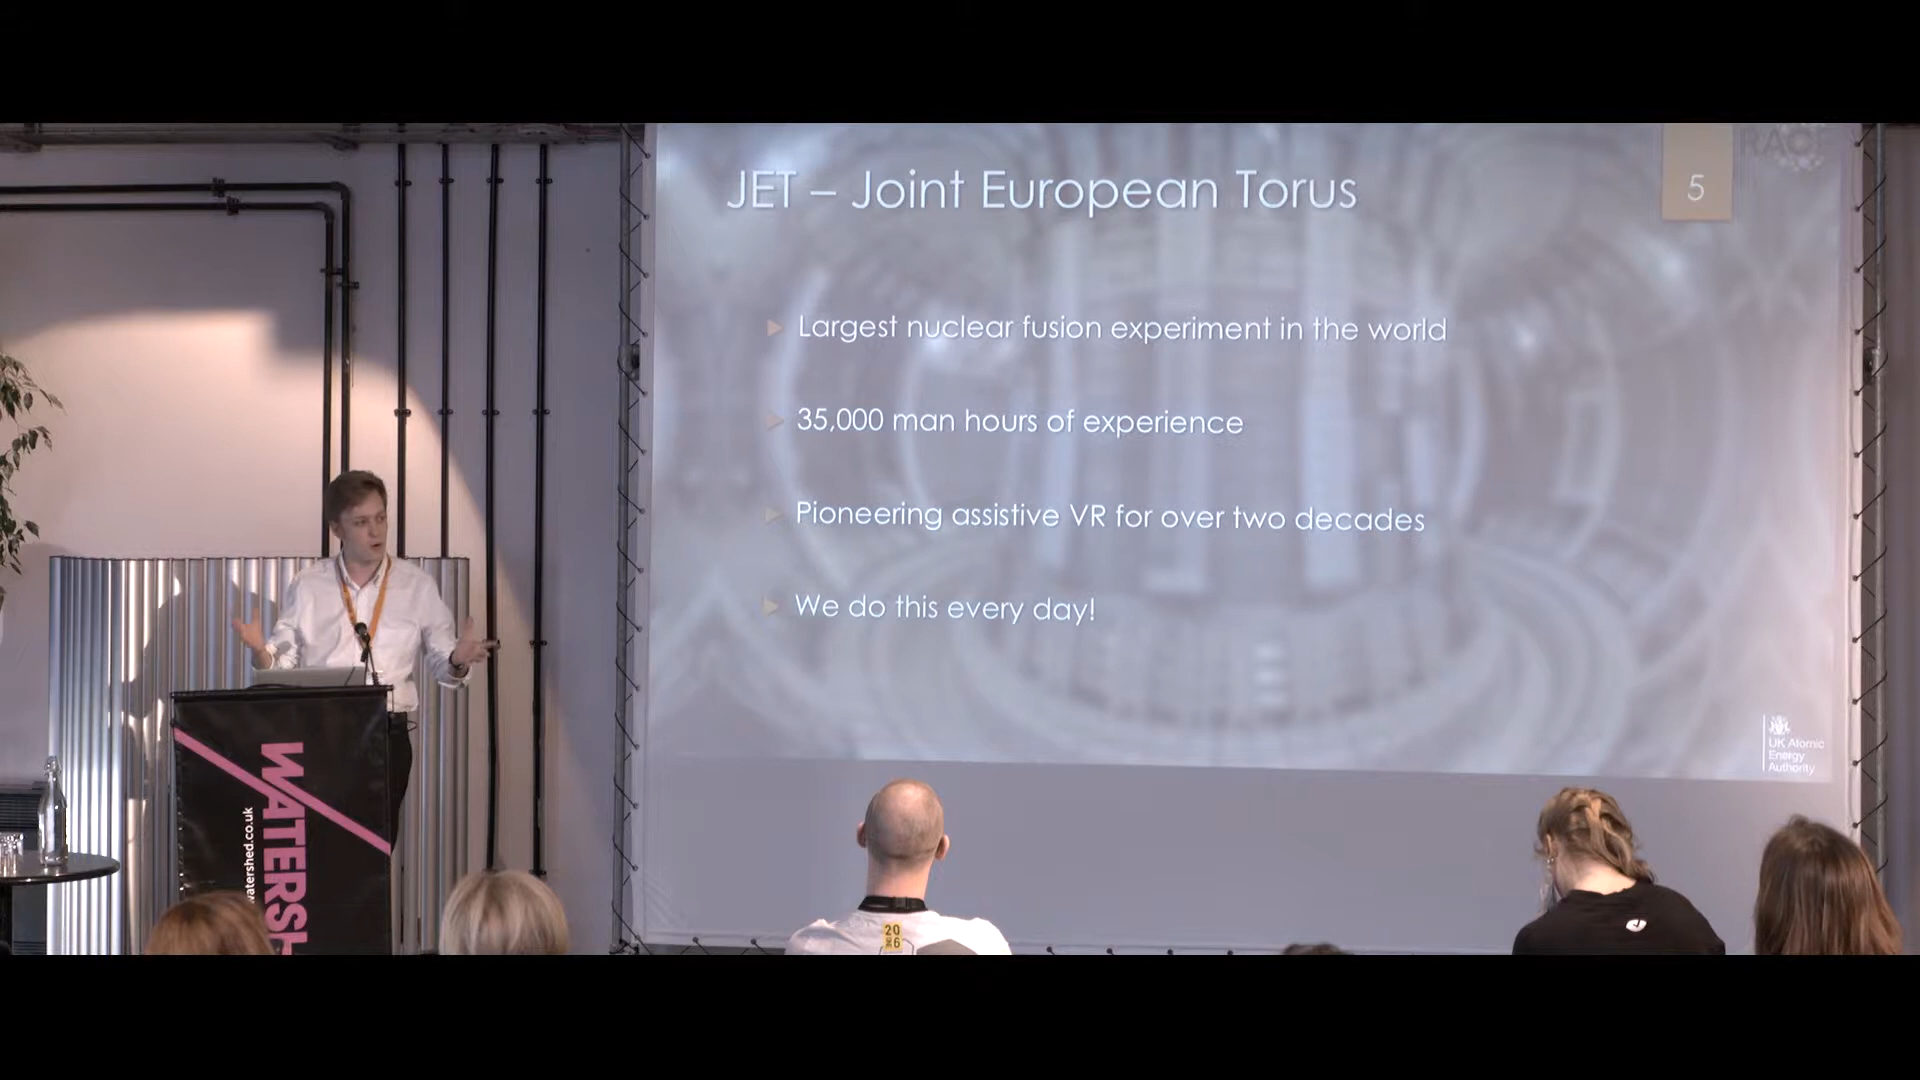 JET – Joint European Torus
5
RACE
Largest nuclear fusion experiment in the world
35,000 man hours of experience
Pioneering assistive VR for over two decades
We do this every day!
UK Atomic
Energy
Authority
WATERSH
watershed.co.uk
20